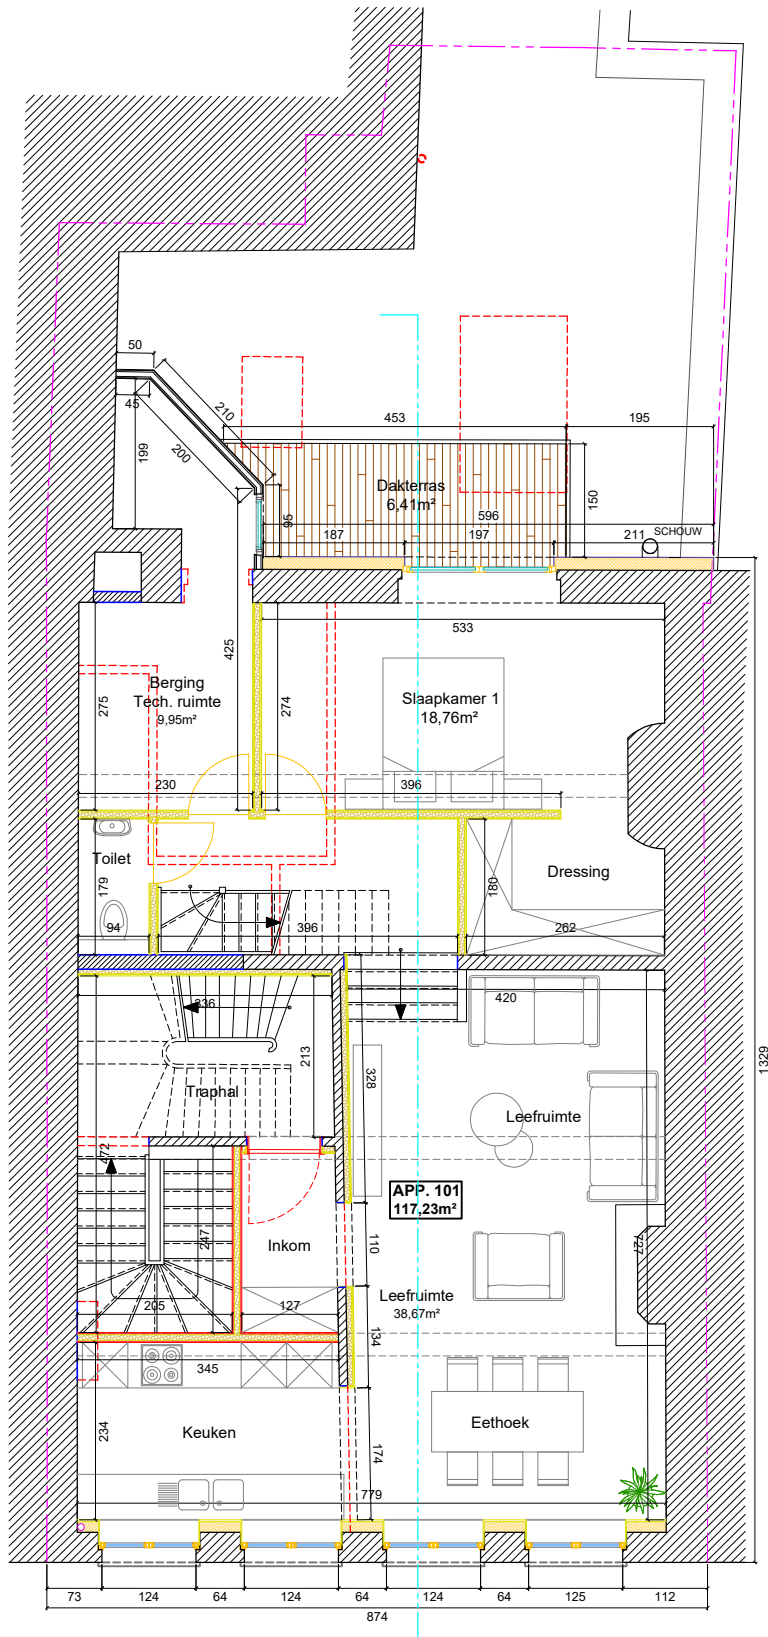 50
45
210
200
199
453
195
Dakterras
6,41m²
596
150
95
187
197
211
SCHOUW
533
425
275
274
Berging
Tech. ruimte
9,95m²
Slaapkamer 1
18,76m²
230
396
Toilet
179
94
396
180
Dressing
262
336
420
213
328
1329
Traphal
Leefruimte
472
APP. 101
117,23m²
247
Inkom
110
727
Leefruimte
38,67m²
205
127
134
345
234
Keuken
174
Eethoek
779
73
124
64
124
64
124
64
125
112
874